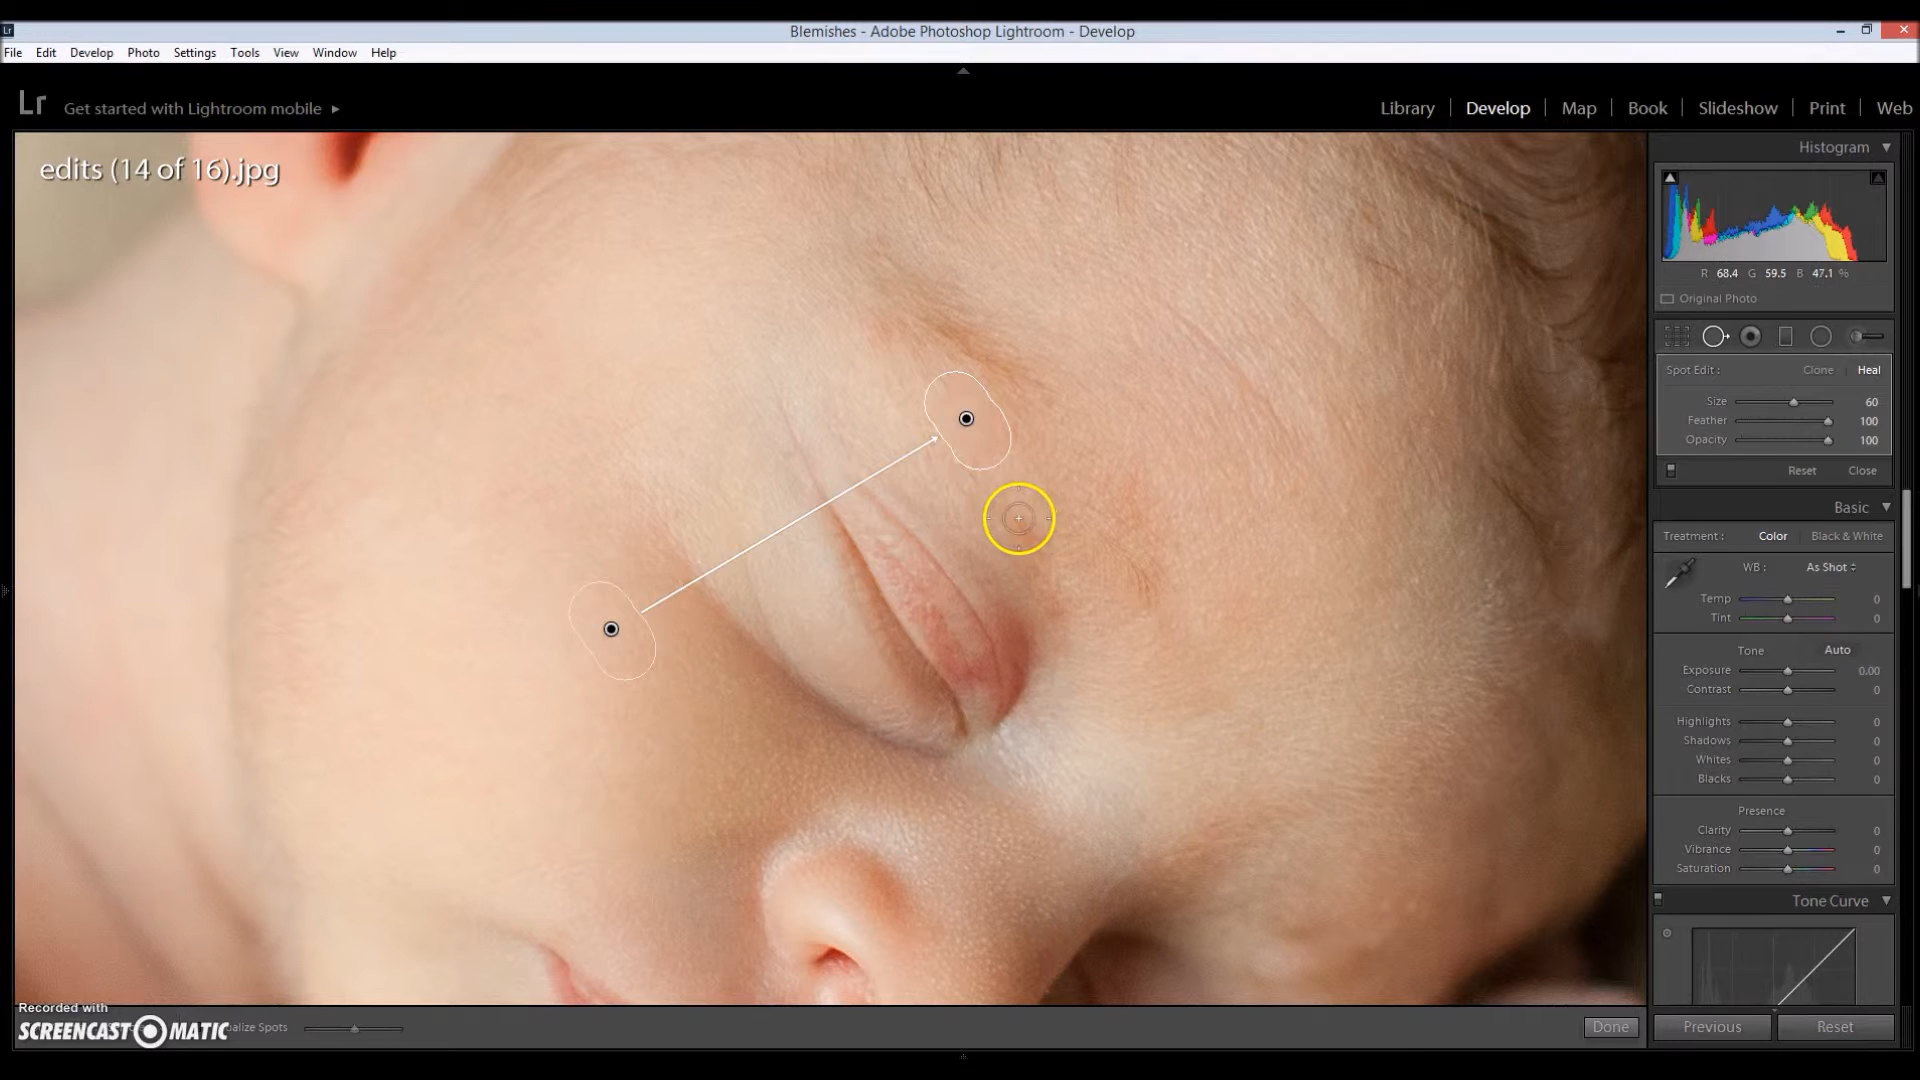 Blemishes - Adobe Photoshop Lightroom - Develop
File Edit Develop Photo Settings Tools View Window Help
Lr Get started with Lightroom mobile
Library Develop Map Book Slideshow Print Web
edits (14 of 16).jpg
Histogram
R 68.4 G 59.5 B 47.1 %
Original Photo
Spot Edit : Clone Heal
Size 60
Feather 100
Opacity 100
Reset Close
Basic
Treatment : Color Black & White
WB : As Shot
Temp 0
Tint 0
Tone Auto
Exposure 0.00
Contrast 0
Highlights 0
Shadows 0
Whites 0
Blacks 0
Presence
Clarity 0
Vibrance 0
Saturation 0
Tone Curve
Recorded with
SCREENCAST-O-MATIC
ualize Spots
Done
Previous Reset